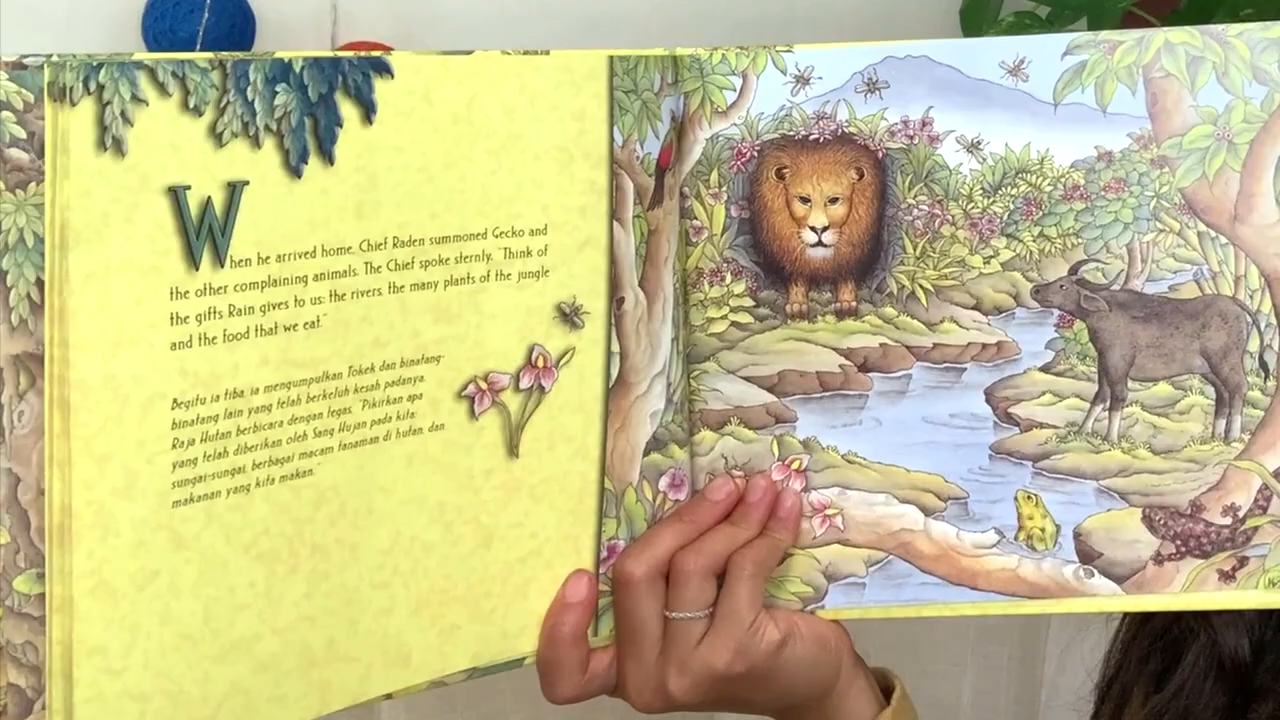 When he arrived home, Chief Raden summoned Gecko and
the other complaining animals. The Chief spoke sternly, "Think of
the gifts Rain gives to us: the rivers, the many plants of the jungle
and the food that we eat."
Begitu ia tiba, ia mengumpulkan Tokek dan binatang-
binatang lain yang telah berkeluh kesah padanya.
Raja Hutan berbicara dengan tegas, "Pikirkan apa
yang telah diberikan oleh Sang Hujan pada kita:
sungai-sungai, berbagai macam tanaman di hutan, dan
makanan yang kita makan."